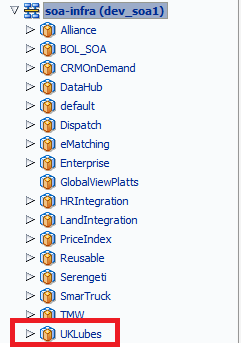 soa-infra (dev_soa1)
Alliance
BOL_SOA
CRMOnDemand
DataHub
default
Dispatch
eMatching
Enterprise
GlobalViewPlatts
HRIntegration
LandIntegration
PriceIndex
Reusable
Serengeti
SmarTruck
TMW
UKLubes